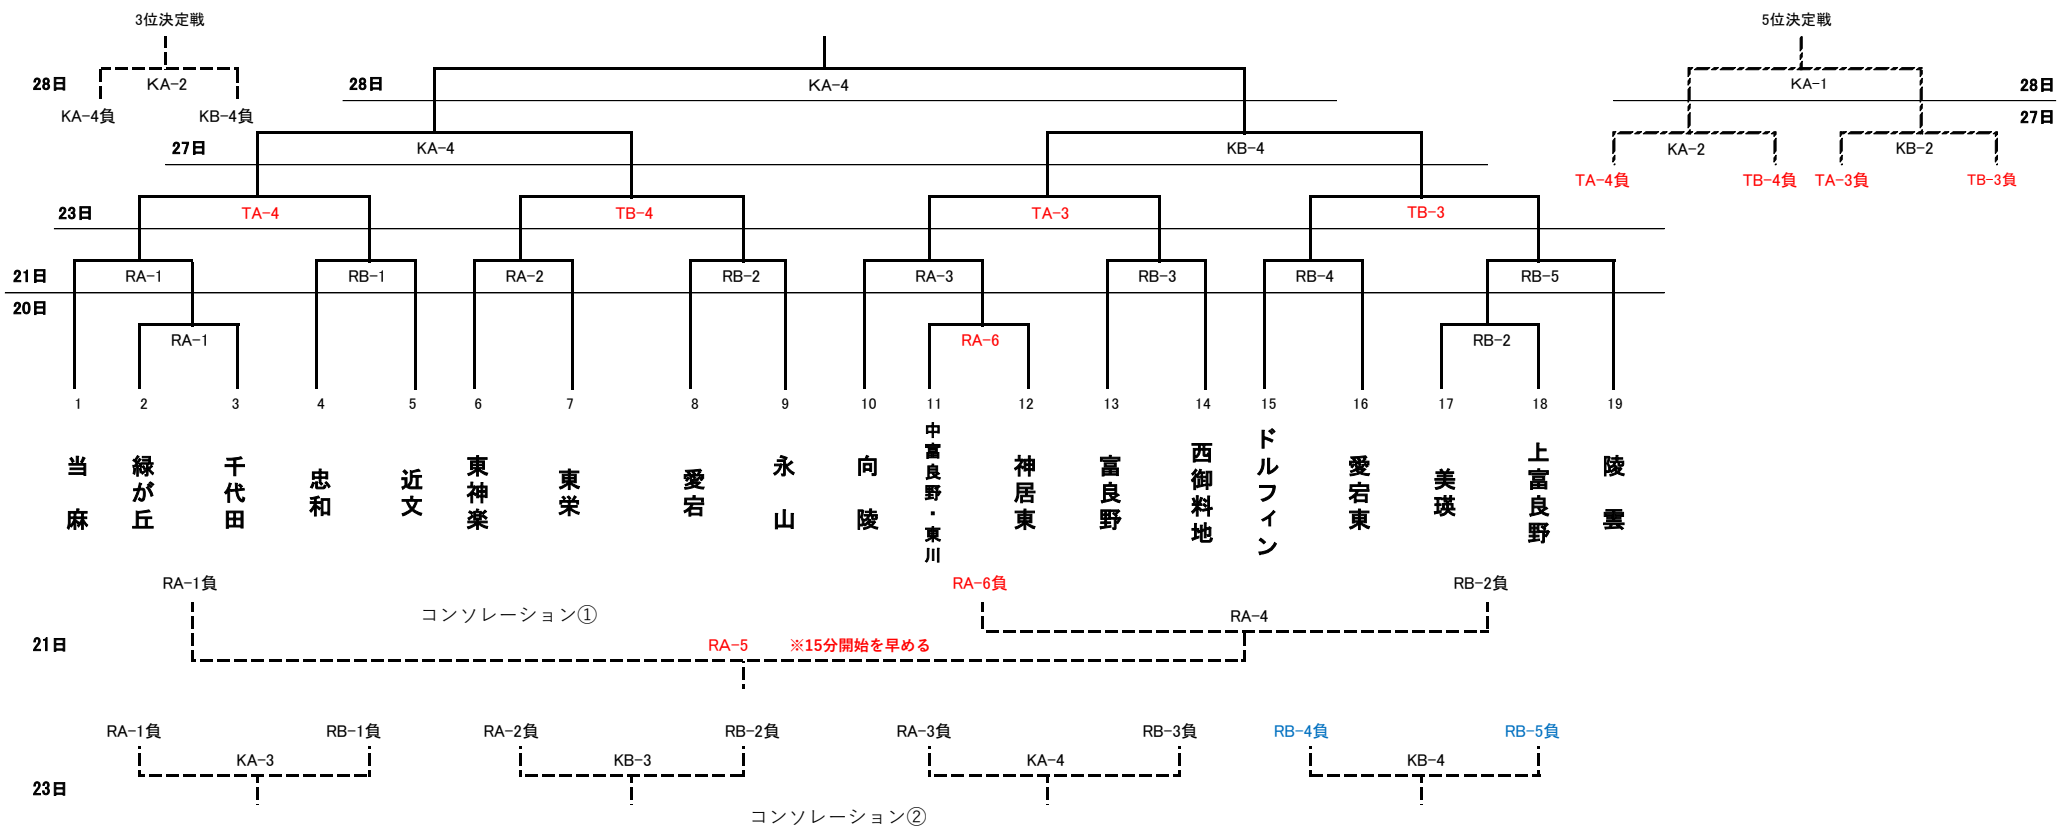 3位決定戦
5位決定戦
28日
KA-2
28日
KA-4
KA-1
28日
KA-4負
KB-4負
27日
27日
KA-4
KB-4
KA-2
KB-2
TA-4負
TB-4負
TA-3負
TB-3負
23日
TA-4
TB-4
TA-3
TB-3
21日
RA-1
RB-1
RA-2
RB-2
RA-3
RB-3
RB-4
RB-5
20日
RA-1
RA-6
RB-2
1
2
3
4
5
6
7
8
9
10
11
12
13
14
15
16
17
18
19
当麻
緑が丘
千代田
忠和
近文
東神楽
東栄
愛宕
永山
向陵
中富良野・東川
神居東
富良野
西御料地
ドルフィン
愛宕東
美瑛
上富良野
陵雲
RA-1負
RA-6負
RB-2負
コンソレーション①
RA-4
21日
RA-5
※15分開始を早める
RA-1負
RB-1負
RA-2負
RB-2負
RA-3負
RB-3負
RB-4負
RB-5負
KA-3
KB-3
KA-4
KB-4
23日
コンソレーション②